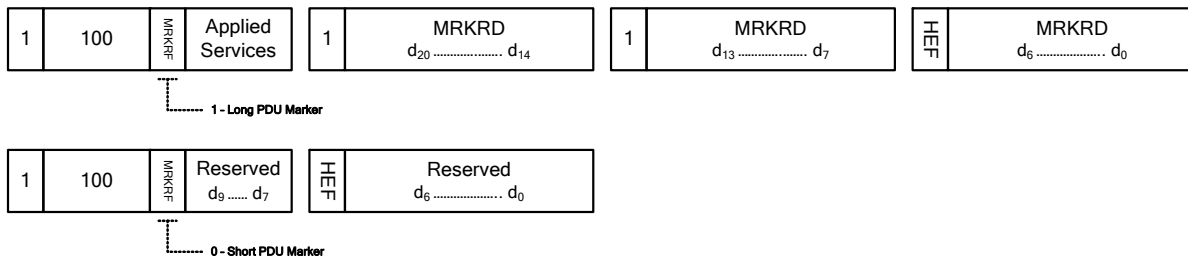 1 100 MRKRF Applied Services 1 MRKRD 1 MRKRD HEF MRKRD
d20 ................... d14 d13 ................... d7 d6 ................... d0
1 - Long PDU Marker
1 100 MRKRF Reserved HEF Reserved
d9 ...... d7 d6 ................... d0
0 - Short PDU Marker